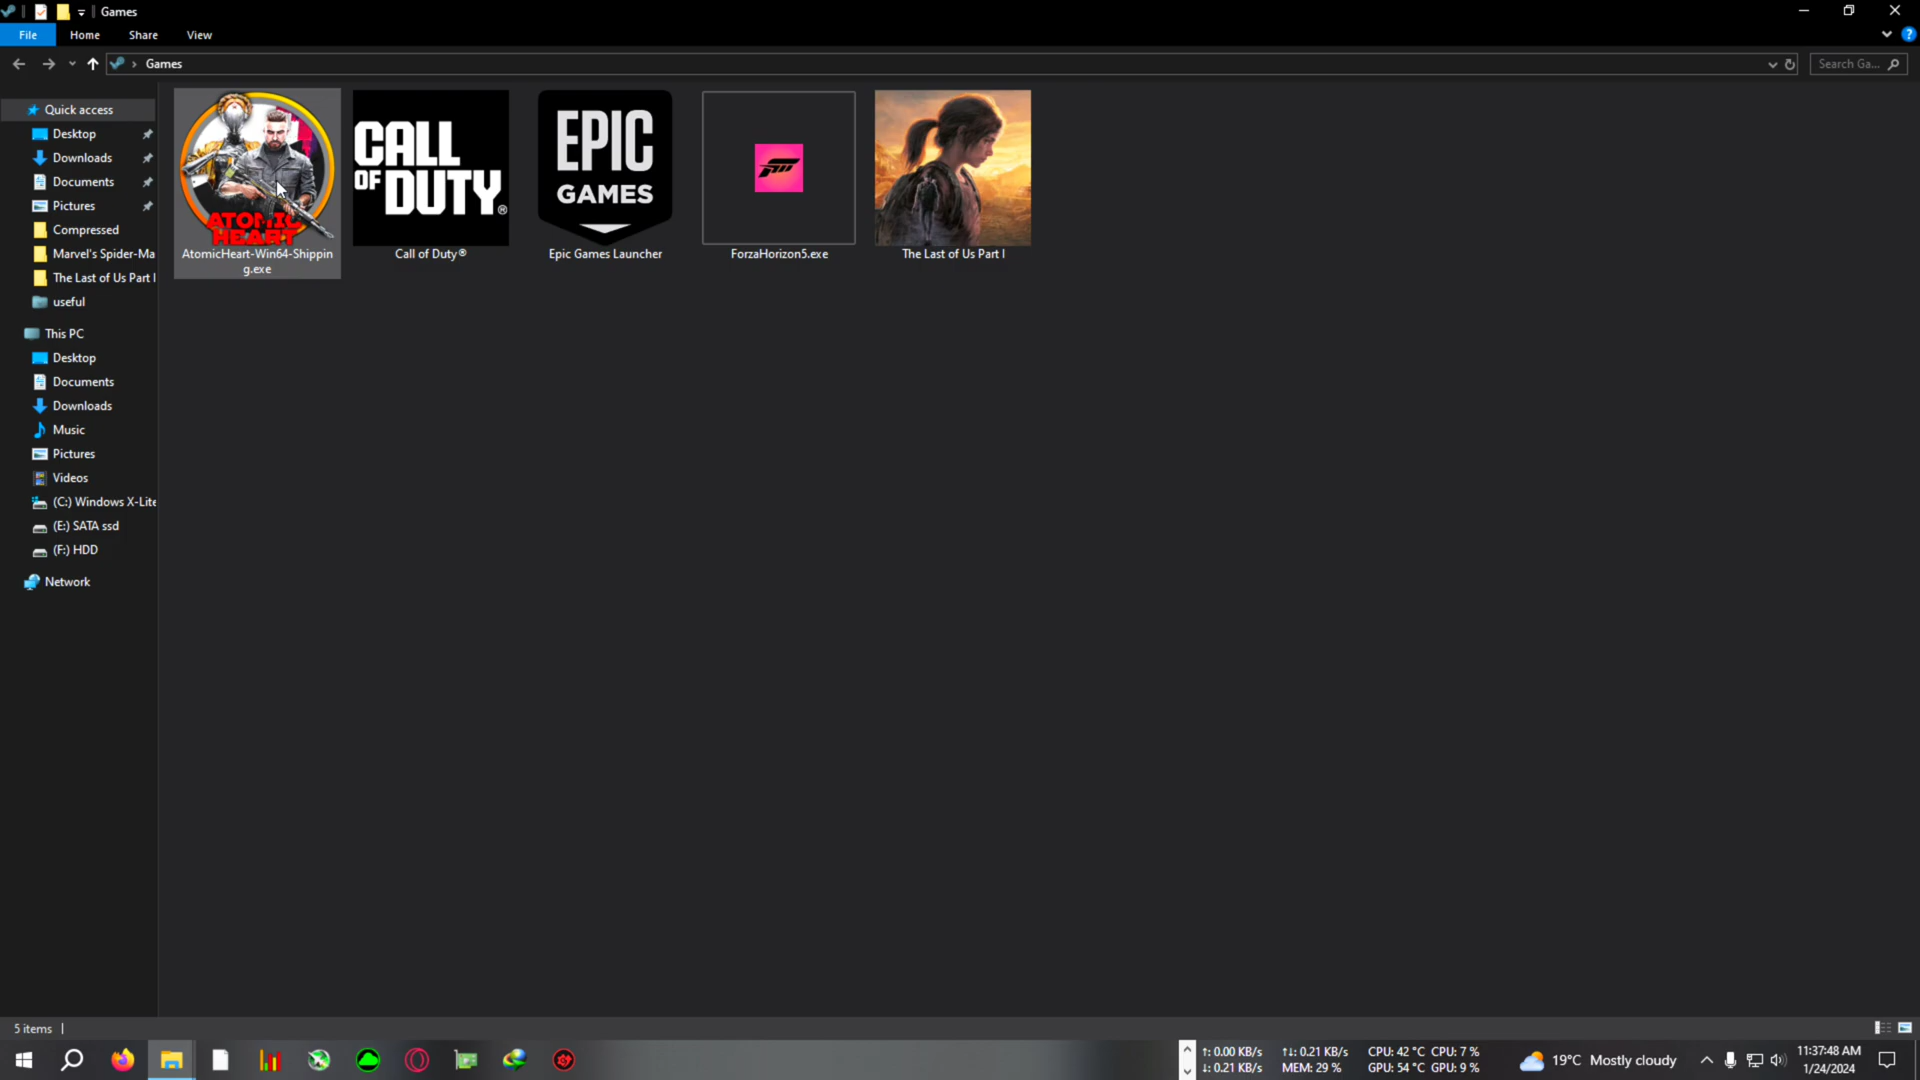 Games
File Home Share View
Games
Search Ga...
Quick access
Desktop
Downloads
Documents
Pictures
Compressed
Marvel's Spider-Ma
The Last of Us Part I
useful
This PC
Desktop
Documents
Downloads
Music
Pictures
Videos
(C:) Windows X-Lite
(E:) SATA ssd
(F:) HDD
Network
ATOMIC
HEART
AtomicHeart-Win64-Shippin
g.exe
CALL
OF DUTY®
Call of Duty®
EPIC
GAMES
Epic Games Launcher
ForzaHorizon5.exe
The Last of Us Part I
5 items
↑: 0.00 KB/s
↓: 0.21 KB/s
↑↓: 0.21 KB/s
MEM: 29 %
CPU: 42 °C CPU: 7 %
GPU: 54 °C GPU: 9 %
19°C Mostly cloudy
11:37:48 AM
1/24/2024